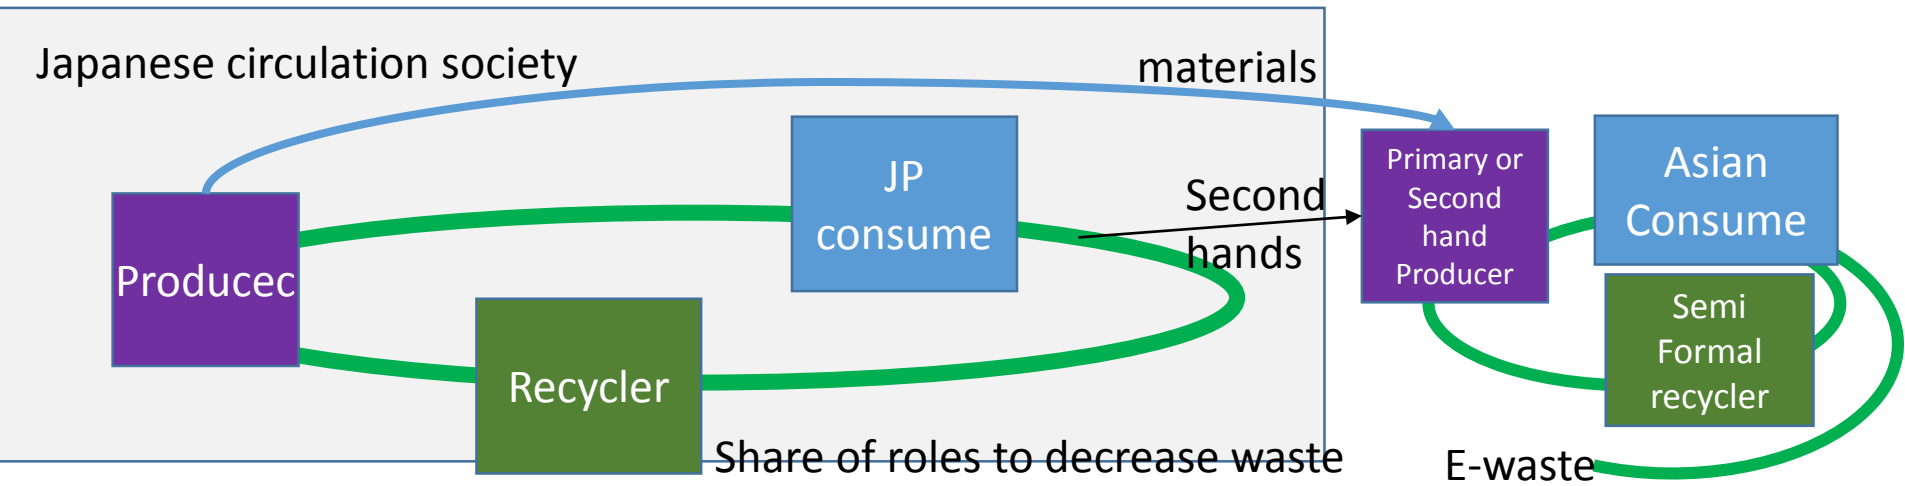 Japanese circulation society
materials
JP
consume
Second
hands
Producec
Recycler
Share of roles to decrease waste
Primary or
Second
hand
Producer
Asian
Consume
Semi
Formal
recycler
E-waste